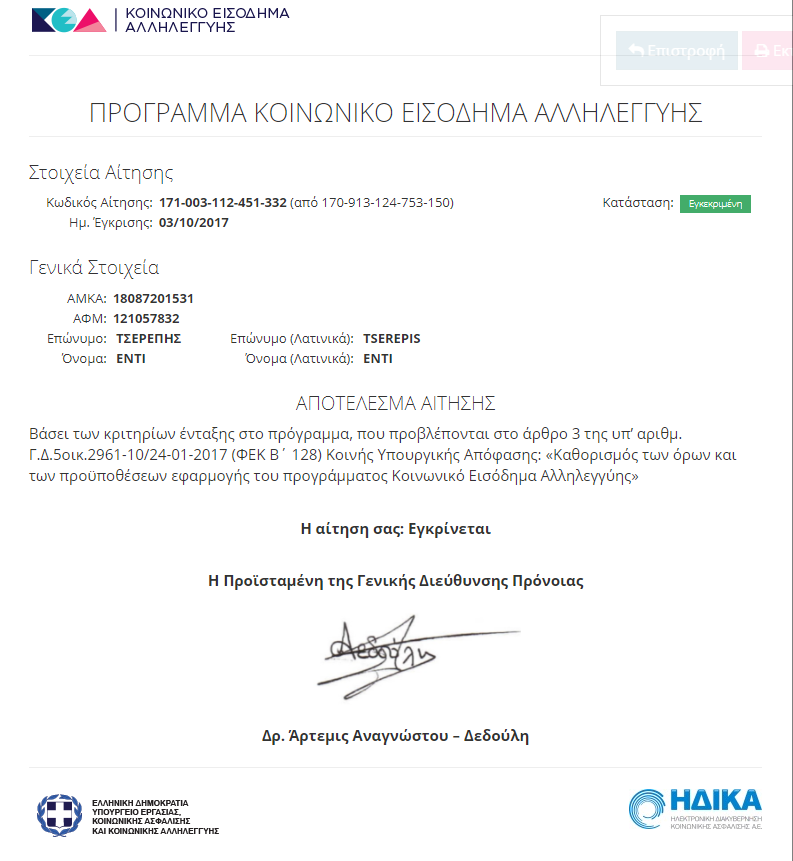 ΚΕΑ
ΚΟΙΝΩΝΙΚΟ ΕΙΣΟΔΗΜΑ
ΑΛΛΗΛΕΓΓΥΗΣ
Επιστροφή Εκτ
ΠΡΟΓΡΑΜΜΑ ΚΟΙΝΩΝΙΚΟ ΕΙΣΟΔΗΜΑ ΑΛΛΗΛΕΓΓΥΗΣ
Στοιχεία Αίτησης
Κωδικός Αίτησης: 171-003-112-451-332 (από 170-913-124-753-150) Κατάσταση: Εγκεκριμένη
Ημ. Έγκρισης: 03/10/2017
Γενικά Στοιχεία
ΑΜΚΑ: 18087201531
ΑΦΜ: 121057832
Επώνυμο: ΤΣΕΡΕΠΗΣ Επώνυμο (Λατινικά): TSEREPIS
Όνομα: ΕΝΤΙ Όνομα (Λατινικά): ENTI
ΑΠΟΤΕΛΕΣΜΑ ΑΙΤΗΣΗΣ
Βάσει των κριτηρίων ένταξης στο πρόγραμμα, που προβλέπονται στο άρθρο 3 της υπ’ αριθμ.
Γ.Δ.5οικ.2961-10/24-01-2017 (ΦΕΚ Β΄ 128) Κοινής Υπουργικής Απόφασης: «Καθορισμός των όρων και
των προϋποθέσεων εφαρμογής του προγράμματος Κοινωνικό Εισόδημα Αλληλεγγύης»
Η αίτηση σας: Εγκρίνεται
Η Προϊσταμένη της Γενικής Διεύθυνσης Πρόνοιας
Δεδούλη
Δρ. Άρτεμις Αναγνώστου – Δεδούλη
ΕΛΛΗΝΙΚΗ ΔΗΜΟΚΡΑΤΙΑ
ΥΠΟΥΡΓΕΙΟ ΕΡΓΑΣΙΑΣ,
ΚΟΙΝΩΝΙΚΗΣ ΑΣΦΑΛΙΣΗΣ
ΚΑΙ ΚΟΙΝΩΝΙΚΗΣ ΑΛΛΗΛΕΓΓΥΗΣ
ΗΔΙΚΑ
ΗΛΕΚΤΡΟΝΙΚΗ ΔΙΑΚΥΒΕΡΝΗΣΗ
ΚΟΙΝΩΝΙΚΗΣ ΑΣΦΑΛΙΣΗΣ Α.Ε.